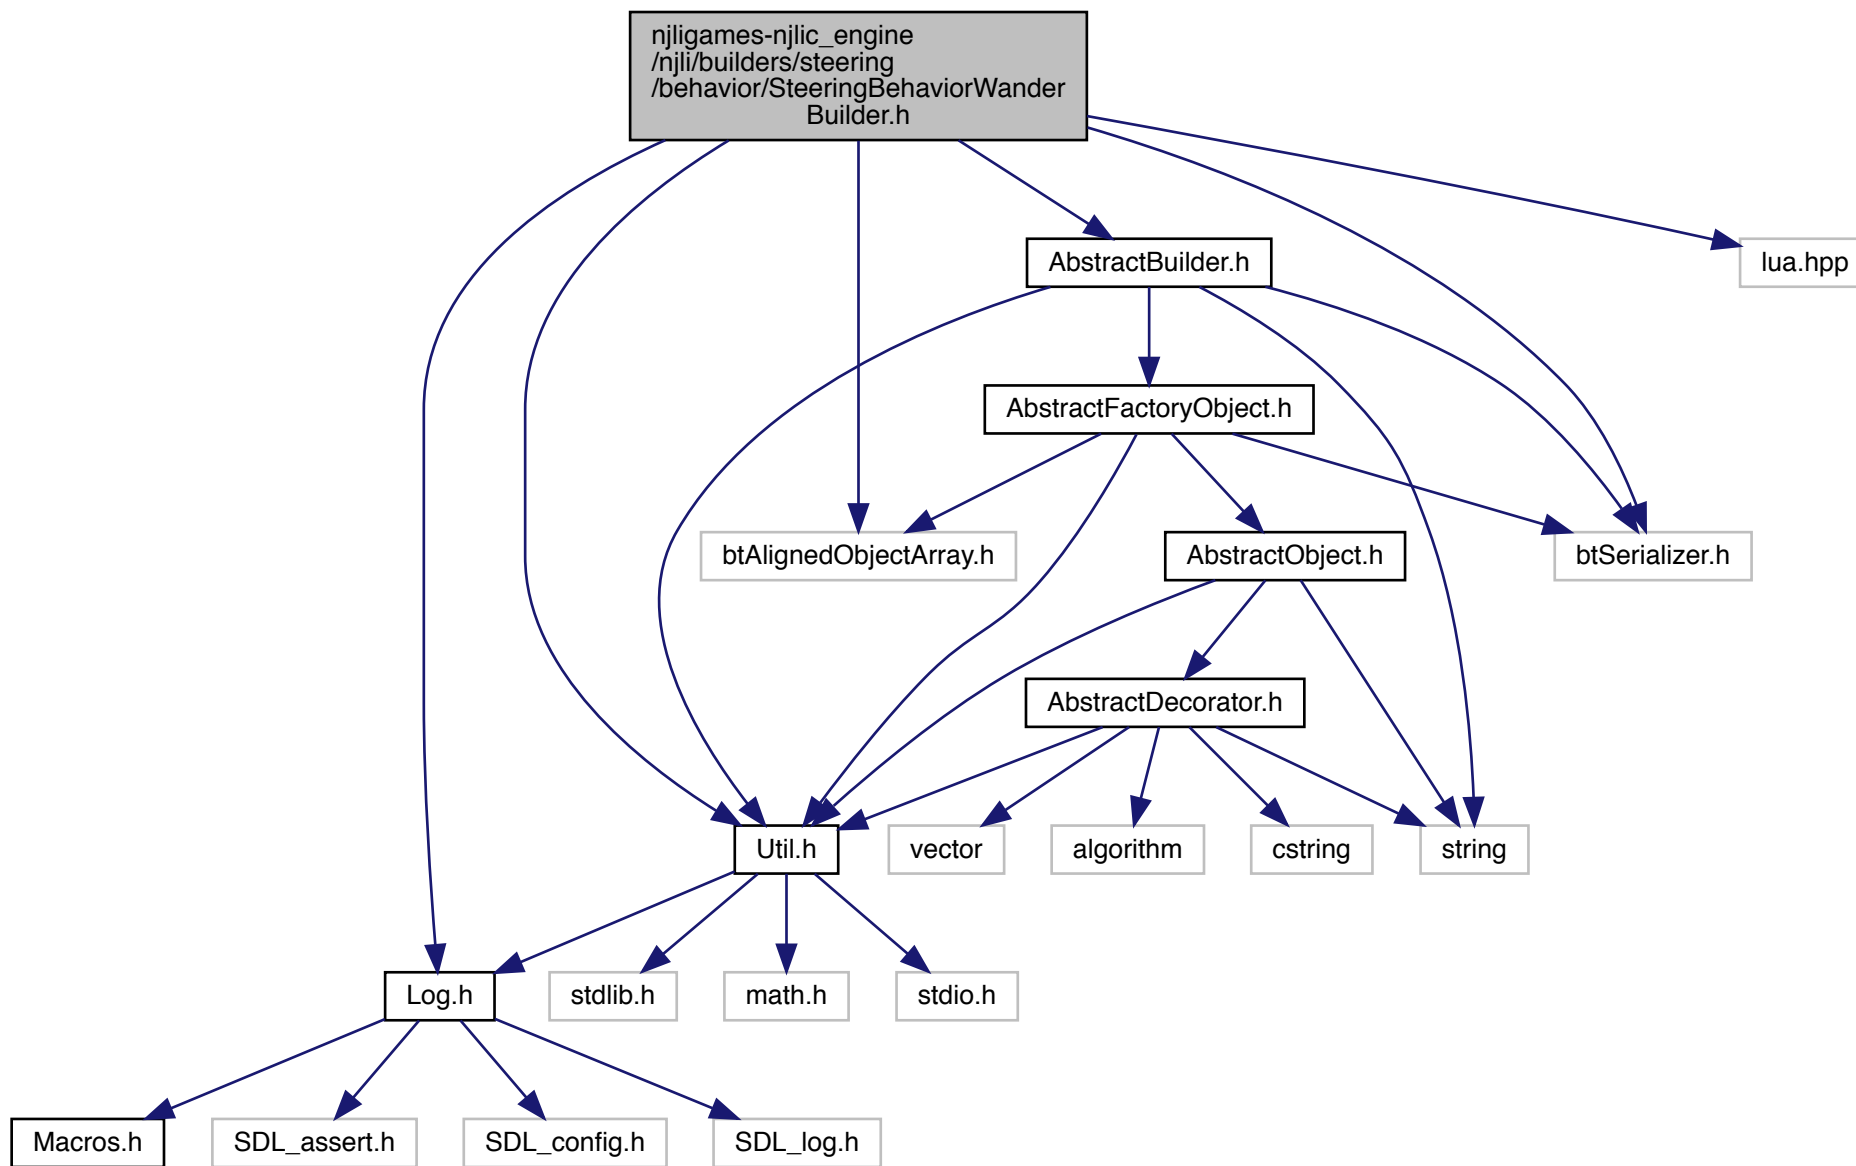 njligames-njlic_engine
/njli/builders/steering
/behavior/SteeringBehaviorWander
Builder.h
AbstractBuilder.h
lua.hpp
AbstractFactoryObject.h
btAlignedObjectArray.h
AbstractObject.h
btSerializer.h
AbstractDecorator.h
Util.h
vector
algorithm
cstring
string
Log.h
stdlib.h
math.h
stdio.h
Macros.h
SDL_assert.h
SDL_config.h
SDL_log.h